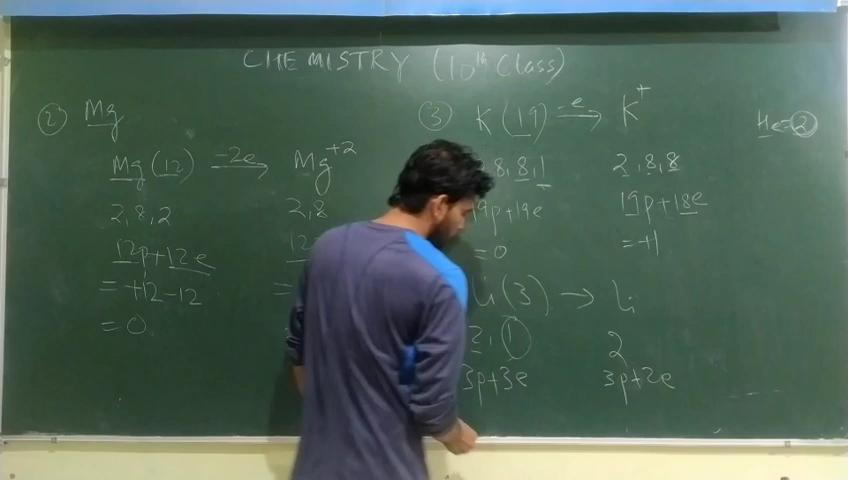 CHEMISTRY (10th Class)
② Mg
Mg (12) -2e→ Mg+2
2,8,2 2,8
12p+12e 12
= +12-12 =
= 0
③ K (19) -e→ K+
,8,8,1 2,8,8
19p+19e 19p+18e
= 0 =+1
Li (3) → Li
2,1 2
3p+3e 3p+2e
He=2